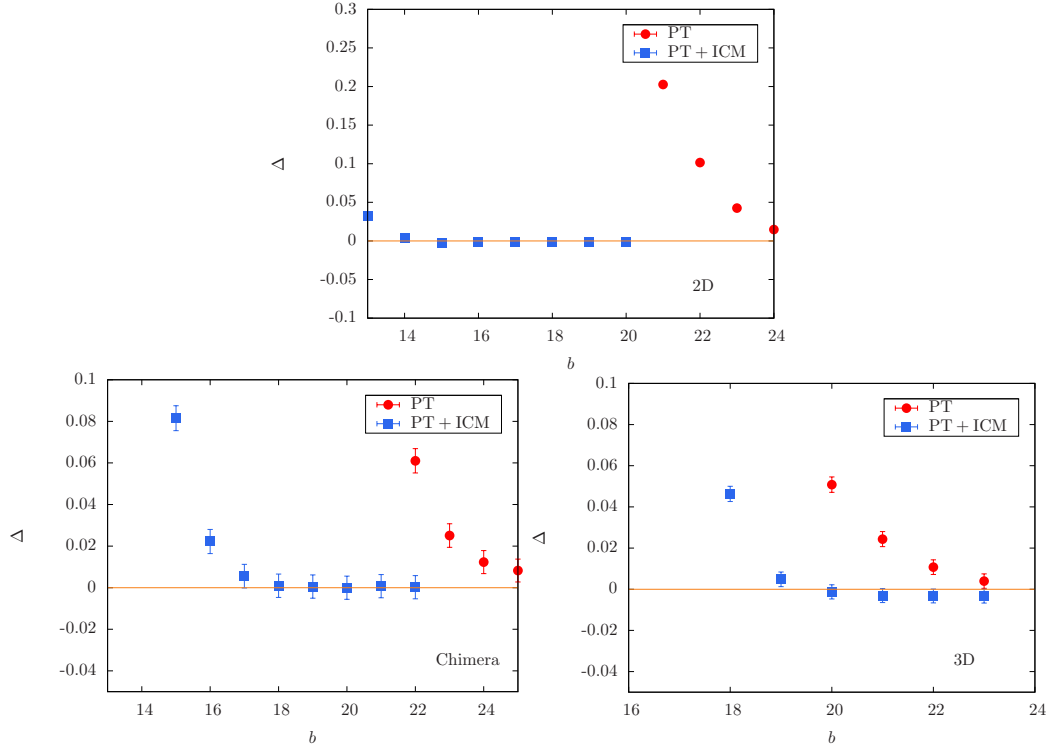 0.3
PT
PT + ICM
0.25
0.2
0.15
Δ
0.1
0.05
0
-0.05
2D
-0.1
14 16 18 20 22 24
b
0.1
PT
PT + ICM
0.08
0.06
0.04
Δ
0.02
0
-0.02
Chimera
-0.04
14 16 18 20 22 24
b
0.1
PT
PT + ICM
0.08
0.06
0.04
Δ
0.02
0
-0.02
3D
-0.04
16 18 20 22 24
b